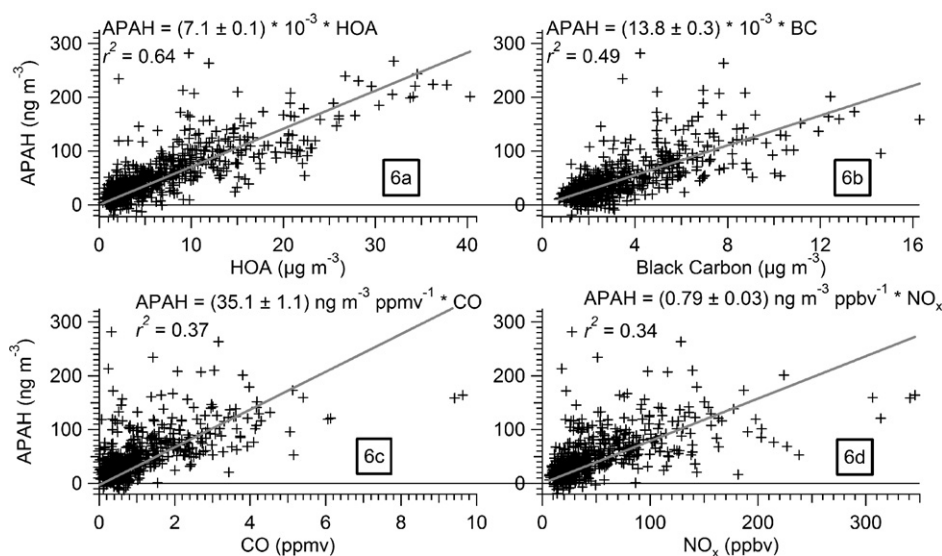 APAH = (7.1 ± 0.1) * 10⁻³ * HOA
r² = 0.64
300
200
100
0
APAH (ng m⁻³)
6a
0 10 20 30 40
HOA (µg m⁻³)
APAH = (13.8 ± 0.3) * 10⁻³ * BC
r² = 0.49
300
200
100
0
6b
4 8 12 16
Black Carbon (µg m⁻³)
APAH = (35.1 ± 1.1) ng m⁻³ ppmv⁻¹ * CO
r² = 0.37
300
200
100
0
APAH (ng m⁻³)
6c
0 2 4 6 8 10
CO (ppmv)
APAH = (0.79 ± 0.03) ng m⁻³ ppbv⁻¹ * NOₓ
r² = 0.34
300
200
100
0
6d
0 100 200 300
NOₓ (ppbv)